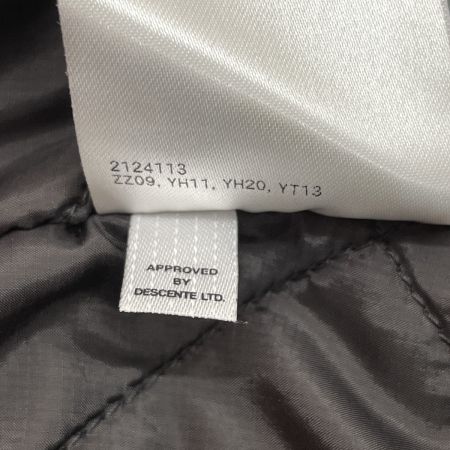 2124113
ZZ09, YH11, YH20, YT13
APPROVED
BY
DESCENTE LTD.